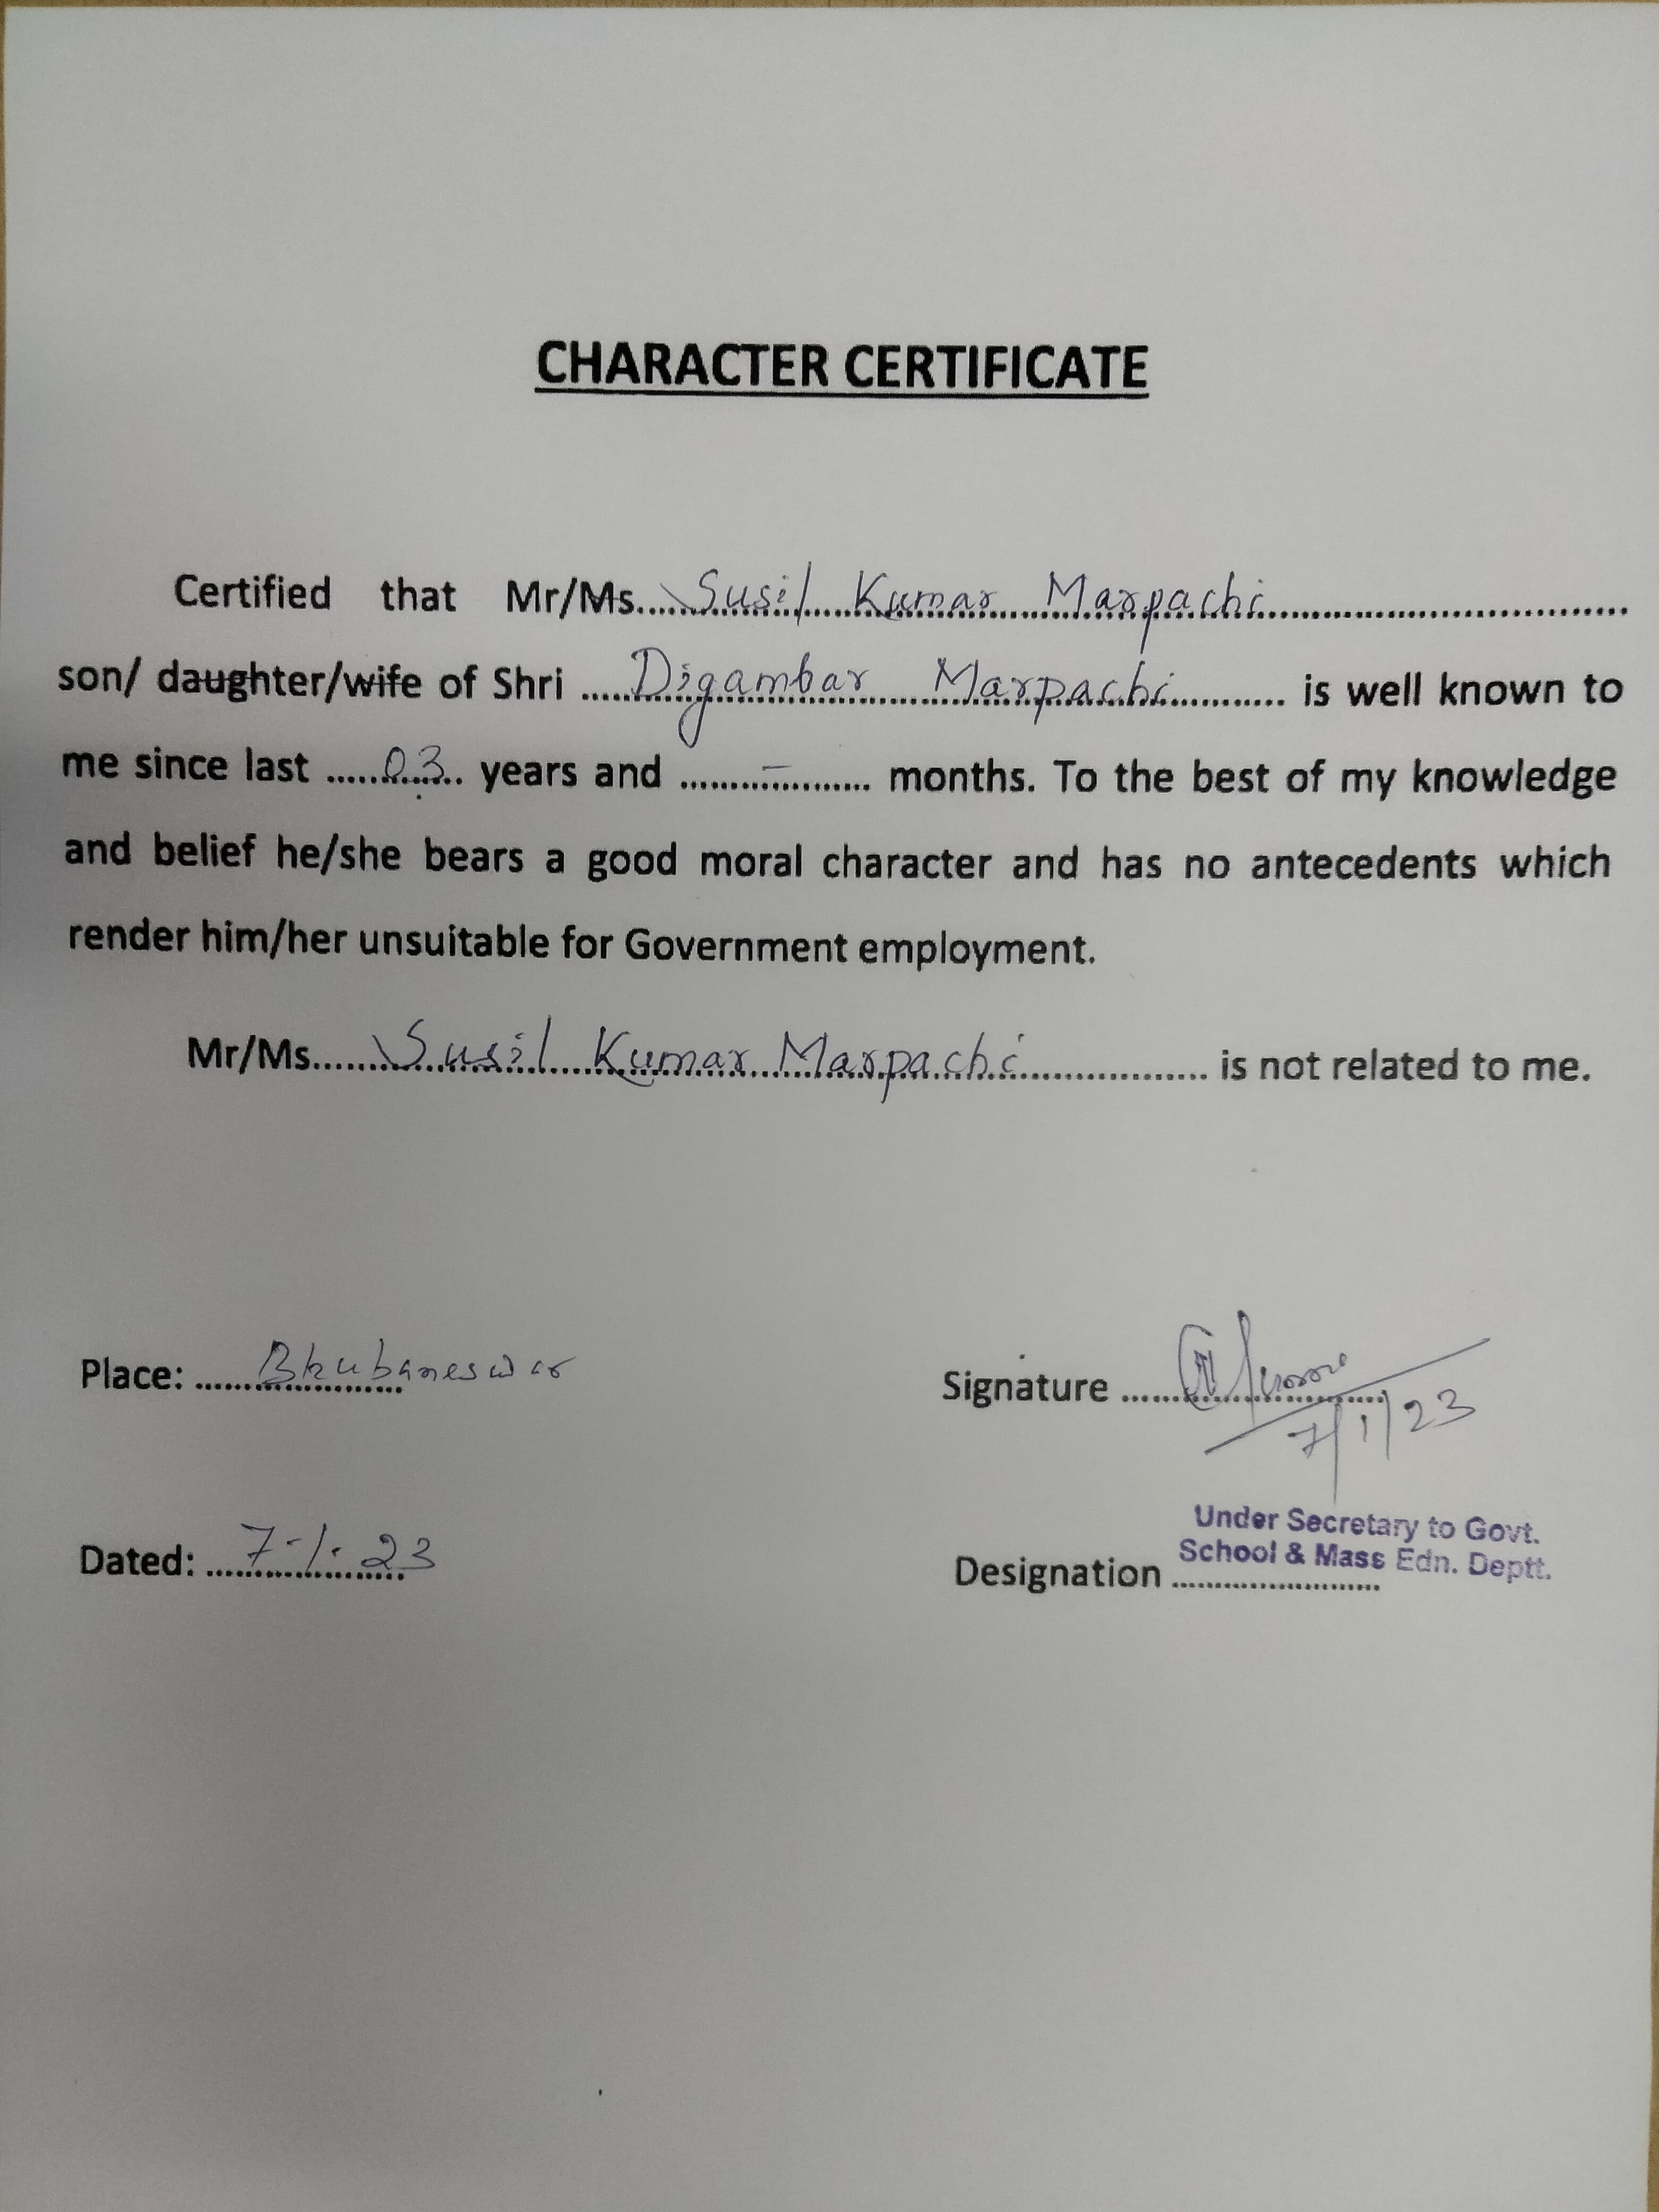 CHARACTER CERTIFICATE
Certified that Mr/Ms.....Susil Kumar Marpachi..............................
son/ daughter/wife of Shri .....Digambar Marpachi........... is well known to
me since last ......03.... years and .........–........... months. To the best of my knowledge
and belief he/she bears a good moral character and has no antecedents which
render him/her unsuitable for Government employment.
Mr/Ms......Susil Kumar Marpachi.................... is not related to me.
Place: ......Bhubaneswar
Signature ......
7/1/23
Under Secretary to Govt.
School & Mass Edn. Deptt.
Dated: ....7-1-23
Designation ........................